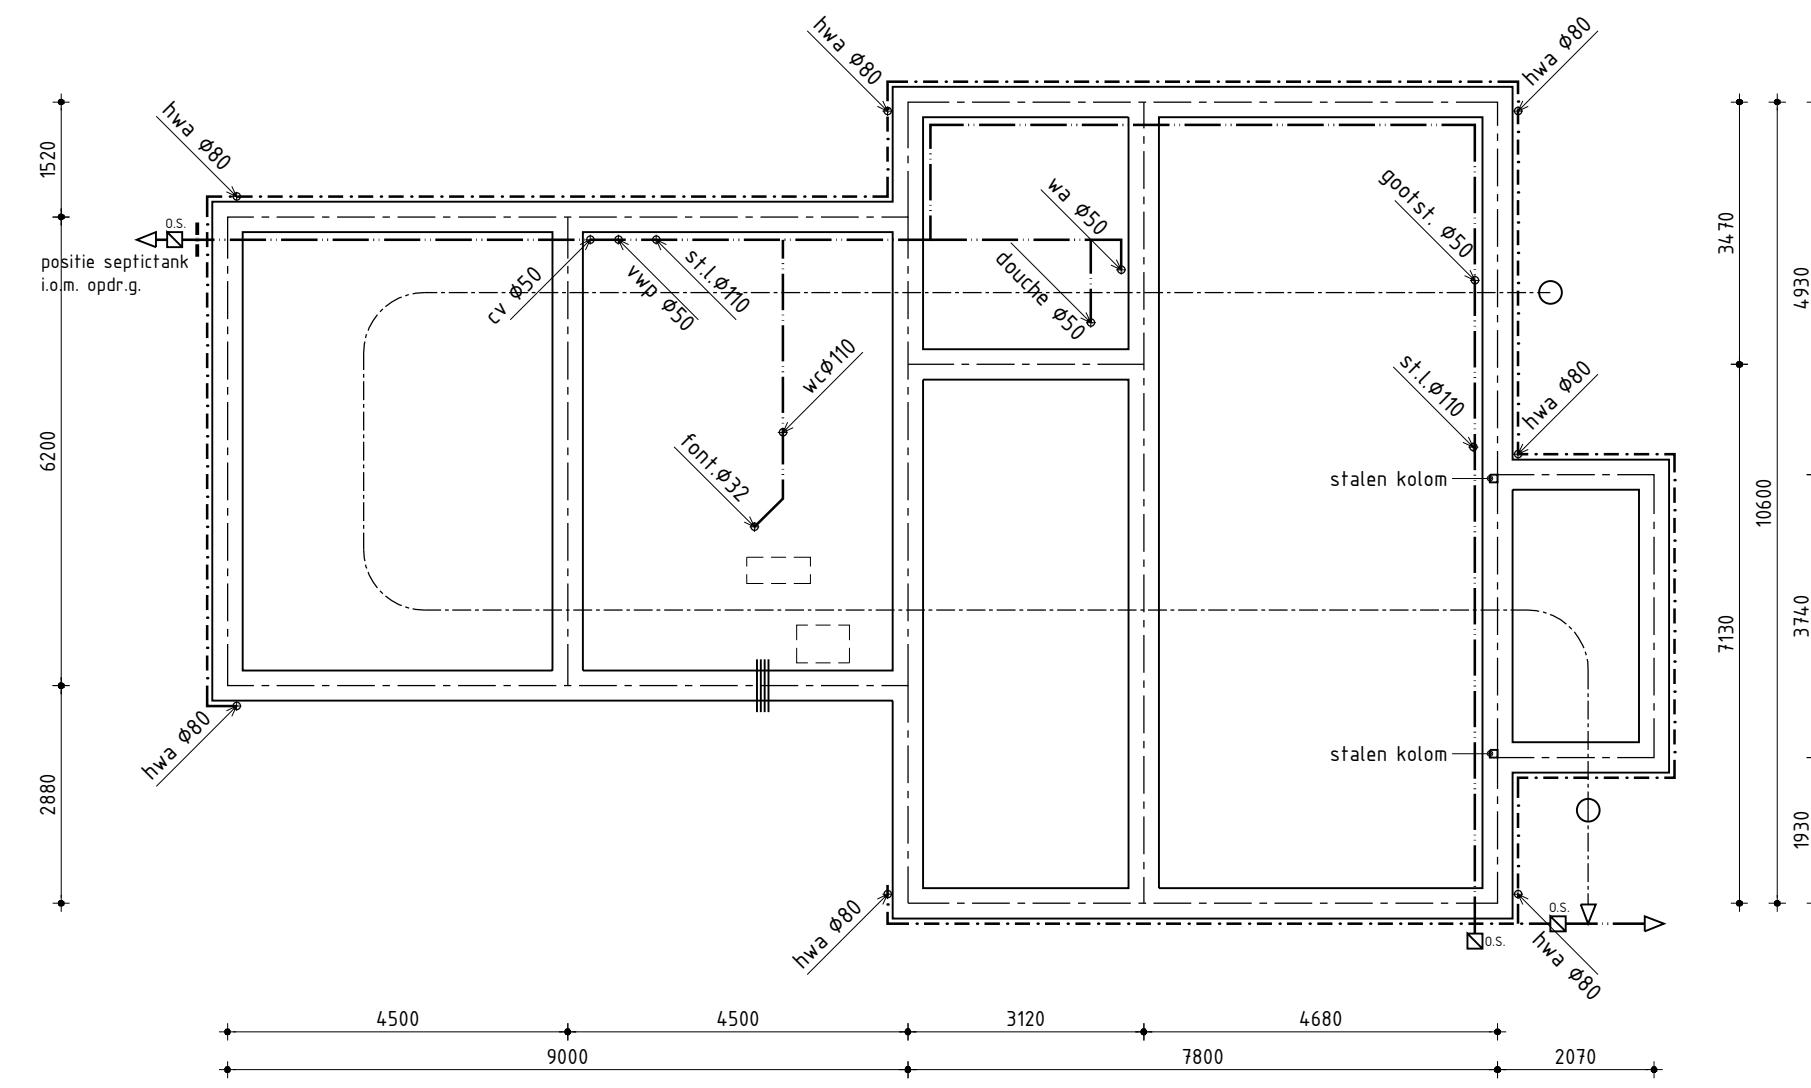 hwa ø80
hwa ø80
hwa ø80
O.S.
positie septictank
i.o.m. opdr.g.
cv ø50
vwp ø50
st.l.ø110
wa ø50
douche ø50
gootst. ø50
wcø110
font.ø32
st.l.ø110
hwa ø80
stalen kolom
stalen kolom
hwa ø80
hwa ø80
O.S.
O.S.
hwa ø80
1520
6200
2880
3470
7130
10600
4930
3740
1930
4500
4500
3120
4680
9000
7800
2070